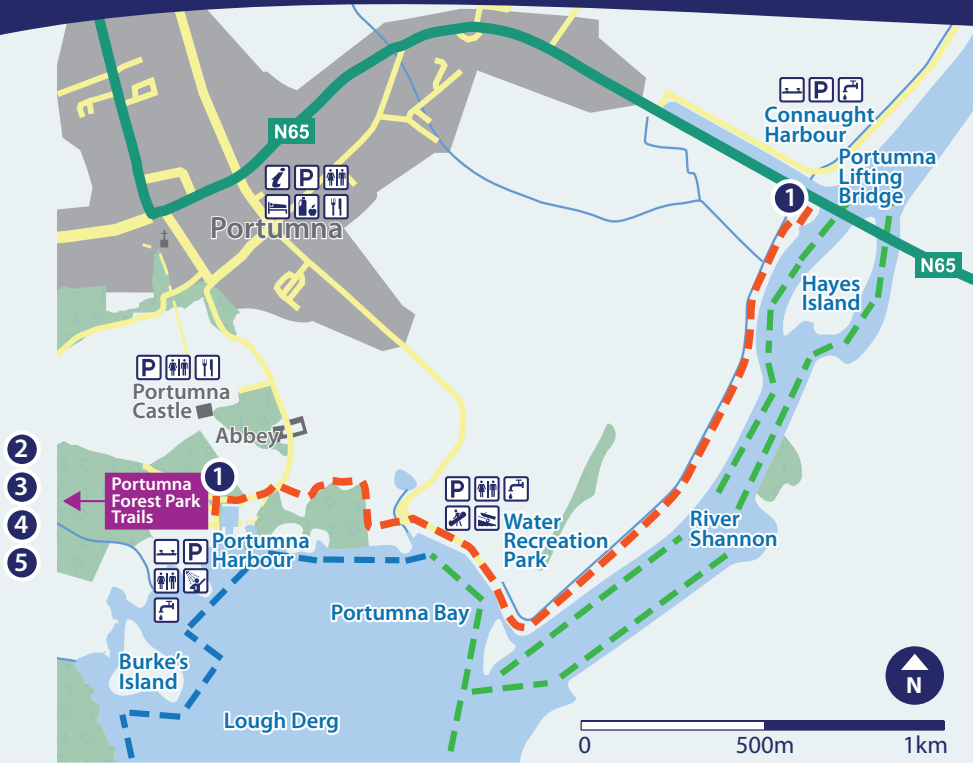 N65
P
Connaught
Harbour
Portumna
Lifting
Bridge
1
i
P
Portumna
N65
Hayes
Island
P
Portumna
Castle
Abbey
2
3
4
5
Portumna
Forest Park
Trails
1
P
Water
Recreation
Park
River
Shannon
Portumna
Harbour
P
Portumna Bay
Burke's
Island
Lough Derg
N
0
500m
1km